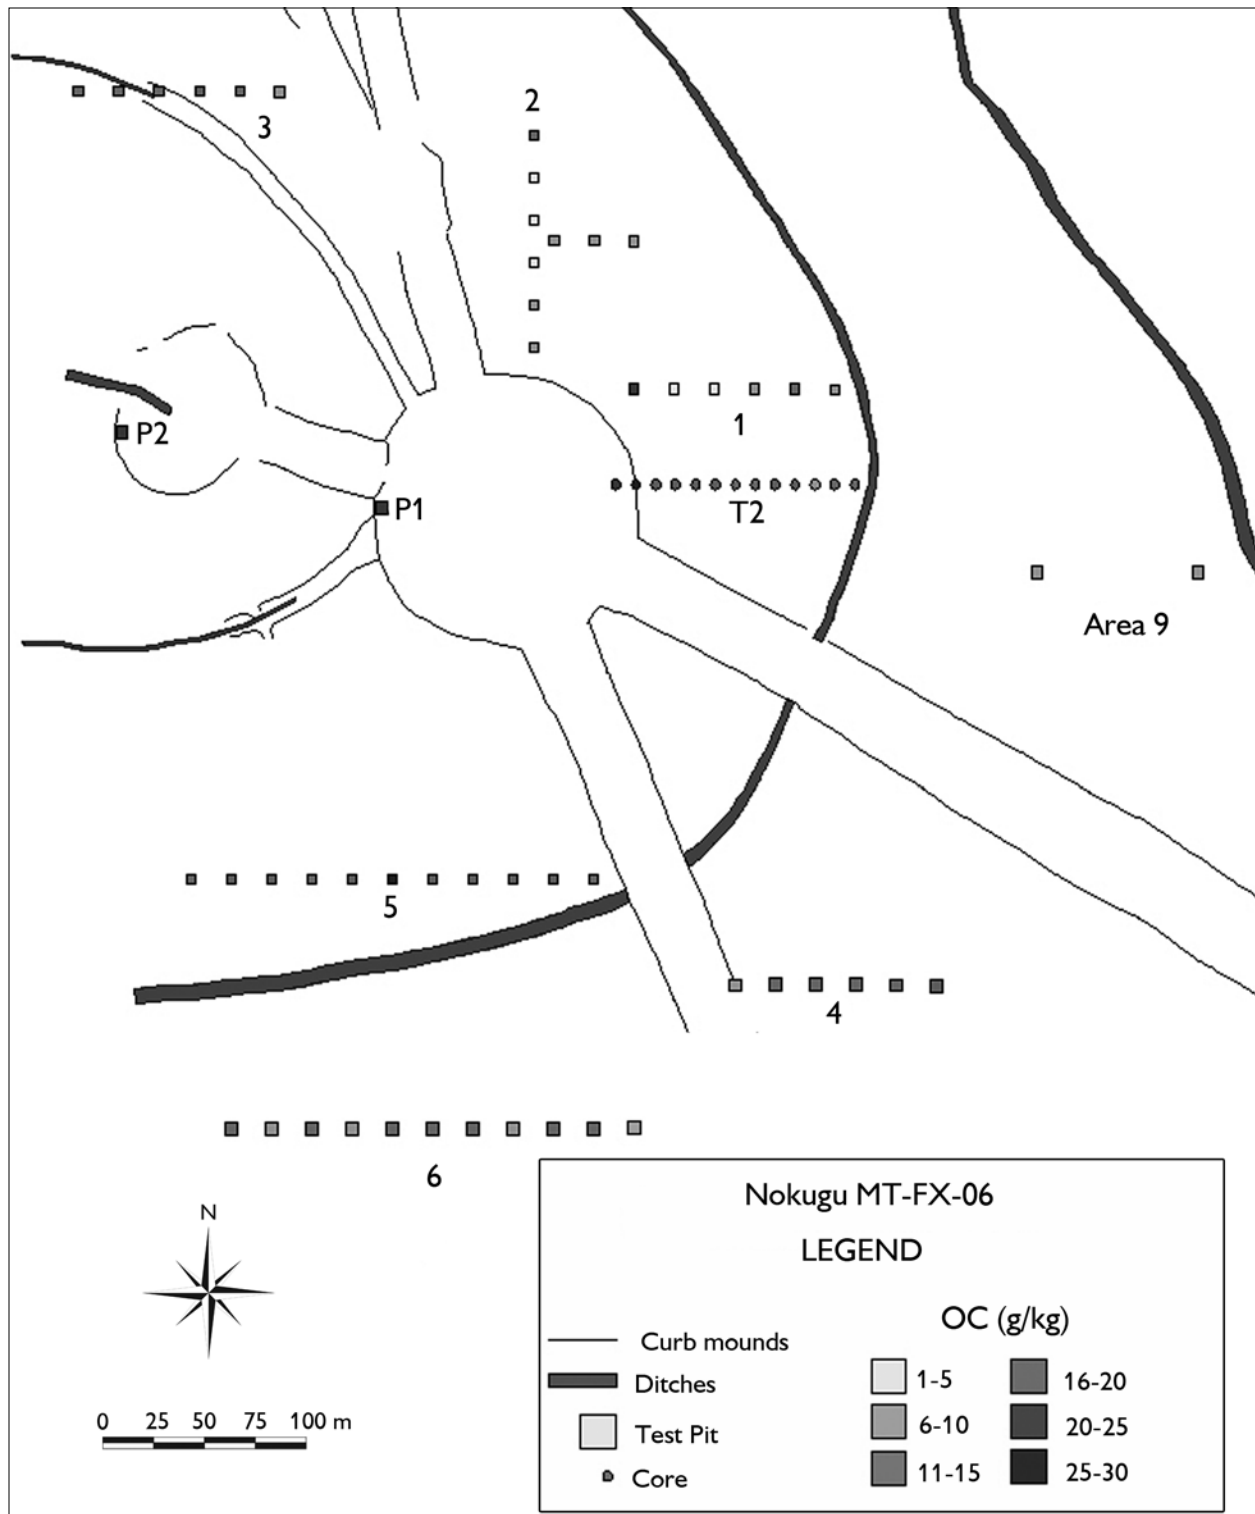 2
3
1
P2
P1
T2
Area 9
5
4
6
N
0 25 50 75 100 m
Nokugu MT-FX-06
LEGEND
OC (g/kg)
Curb mounds
Ditches
Test Pit
Core
1-5
16-20
6-10
20-25
11-15
25-30